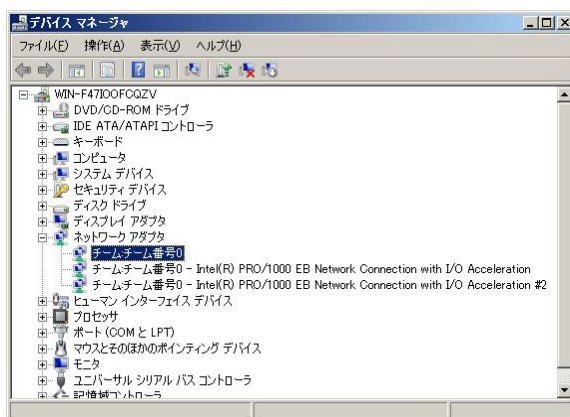 デバイス マネージャ
ファイル(F) 操作(A) 表示(V) ヘルプ(H)
WIN-F47IOOFCQZV
DVD/CD-ROM ドライブ
IDE ATA/ATAPI コントローラ
キーボード
コンピュータ
システム デバイス
セキュリティ デバイス
ディスク ドライブ
ディスプレイ アダプタ
ネットワーク アダプタ
チームチーム番号0
チームチーム番号0 - Intel(R) PRO/1000 EB Network Connection with I/O Acceleration
チームチーム番号0 - Intel(R) PRO/1000 EB Network Connection with I/O Acceleration #2
ヒューマン インターフェイス デバイス
プロセッサ
ポート (COM と LPT)
マウスとそのほかのポインティング デバイス
モニタ
ユニバーサル シリアル バス コントローラ
記憶域コントローラ